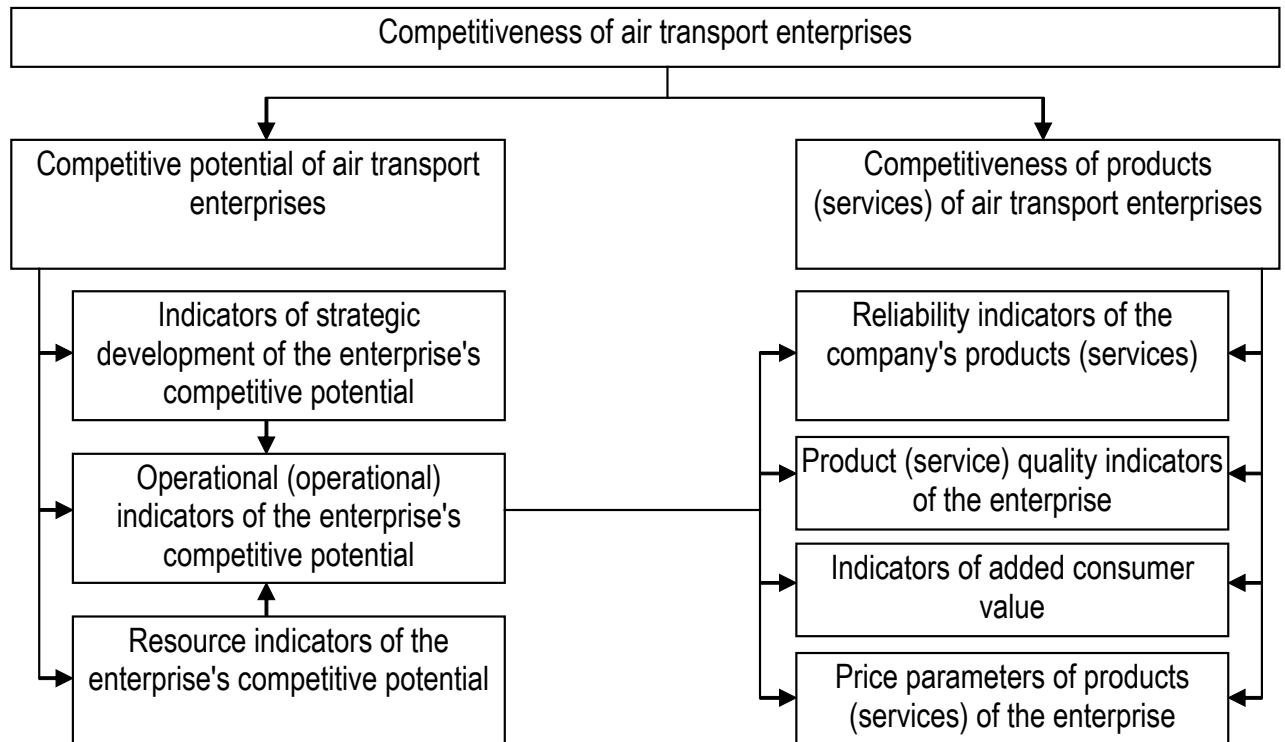 Competitiveness of air transport enterprises
Competitive potential of air transport
enterprises
Competitiveness of products
(services) of air transport enterprises
Indicators of strategic
development of the enterprise's
competitive potential
Operational (operational)
indicators of the enterprise's
competitive potential
Resource indicators of the
enterprise's competitive potential
Reliability indicators of the
company's products (services)
Product (service) quality indicators
of the enterprise
Indicators of added consumer
value
Price parameters of products
(services) of the enterprise